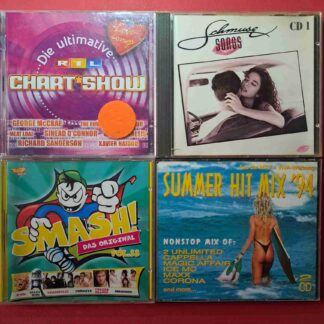 Die ultimative
RTL
CHART SHOW
GEORGE McCRAE
MEAT LOAF
SINEAD O'CONNOR
RICHARD SANDERSON
XAVIER NAIDOO
Schmuse
SONGS
CD 1
SMASH!
DAS ORIGINAL
VOL.38
SUMMER HIT MIX '94
NONSTOP MIX OF:
2 UNLIMITED
CAPPELLA
MAGIC AFFAIR
ICE MC
MAXX
CORONA
and more...
2
CD